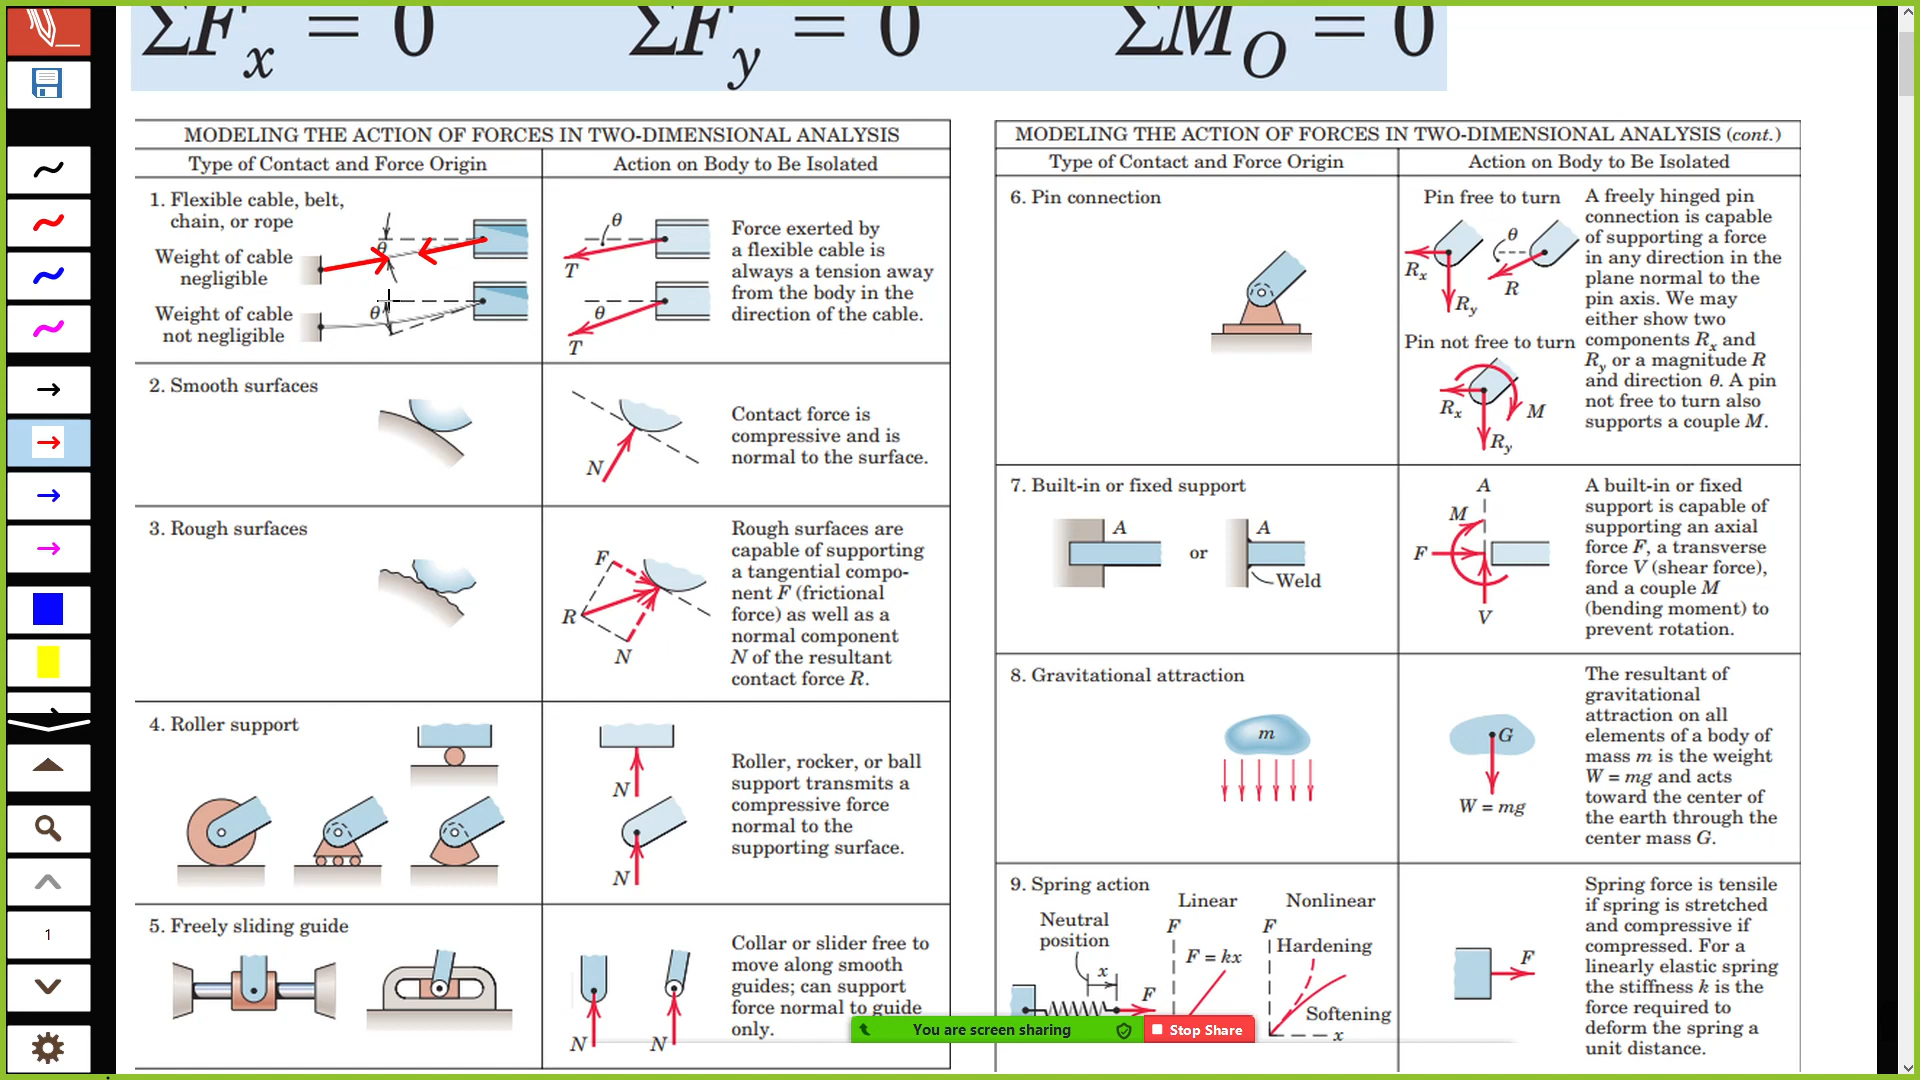 ΣFx = 0 ΣFy = 0 ΣMO = 0
MODELING THE ACTION OF FORCES IN TWO-DIMENSIONAL ANALYSIS
Type of Contact and Force Origin
Action on Body to Be Isolated
1. Flexible cable, belt,
chain, or rope
Weight of cable
negligible
Weight of cable
not negligible
θ
θ
θ
T
θ
T
Force exerted by
a flexible cable is
always a tension away
from the body in the
direction of the cable.
2. Smooth surfaces
N
Contact force is
compressive and is
normal to the surface.
3. Rough surfaces
F
R
N
Rough surfaces are
capable of supporting
a tangential compo-
nent F (frictional
force) as well as a
normal component
N of the resultant
contact force R.
4. Roller support
N
N
Roller, rocker, or ball
support transmits a
compressive force
normal to the
supporting surface.
5. Freely sliding guide
N
N
Collar or slider free to
move along smooth
guides; can support
force normal to guide
only.
MODELING THE ACTION OF FORCES IN TWO-DIMENSIONAL ANALYSIS (cont.)
Type of Contact and Force Origin
Action on Body to Be Isolated
6. Pin connection
Pin free to turn
Rx
Ry
θ
R
Pin not free to turn
Rx
M
Ry
A freely hinged pin
connection is capable
of supporting a force
in any direction in the
plane normal to the
pin axis. We may
either show two
components Rx and
Ry or a magnitude R
and direction θ. A pin
not free to turn also
supports a couple M.
7. Built-in or fixed support
A
or
A
Weld
A
M
F
V
A built-in or fixed
support is capable of
supporting an axial
force F, a transverse
force V (shear force),
and a couple M
(bending moment) to
prevent rotation.
8. Gravitational attraction
m
G
W = mg
The resultant of
gravitational
attraction on all
elements of a body of
mass m is the weight
W = mg and acts
toward the center of
the earth through the
center mass G.
9. Spring action
Neutral
position
x
F
Linear
F
F = kx
Nonlinear
F
Hardening
Softening
x
F
Spring force is tensile
if spring is stretched
and compressive if
compressed. For a
linearly elastic spring
the stiffness k is the
force required to
deform the spring a
unit distance.
1
You are screen sharing
Stop Share